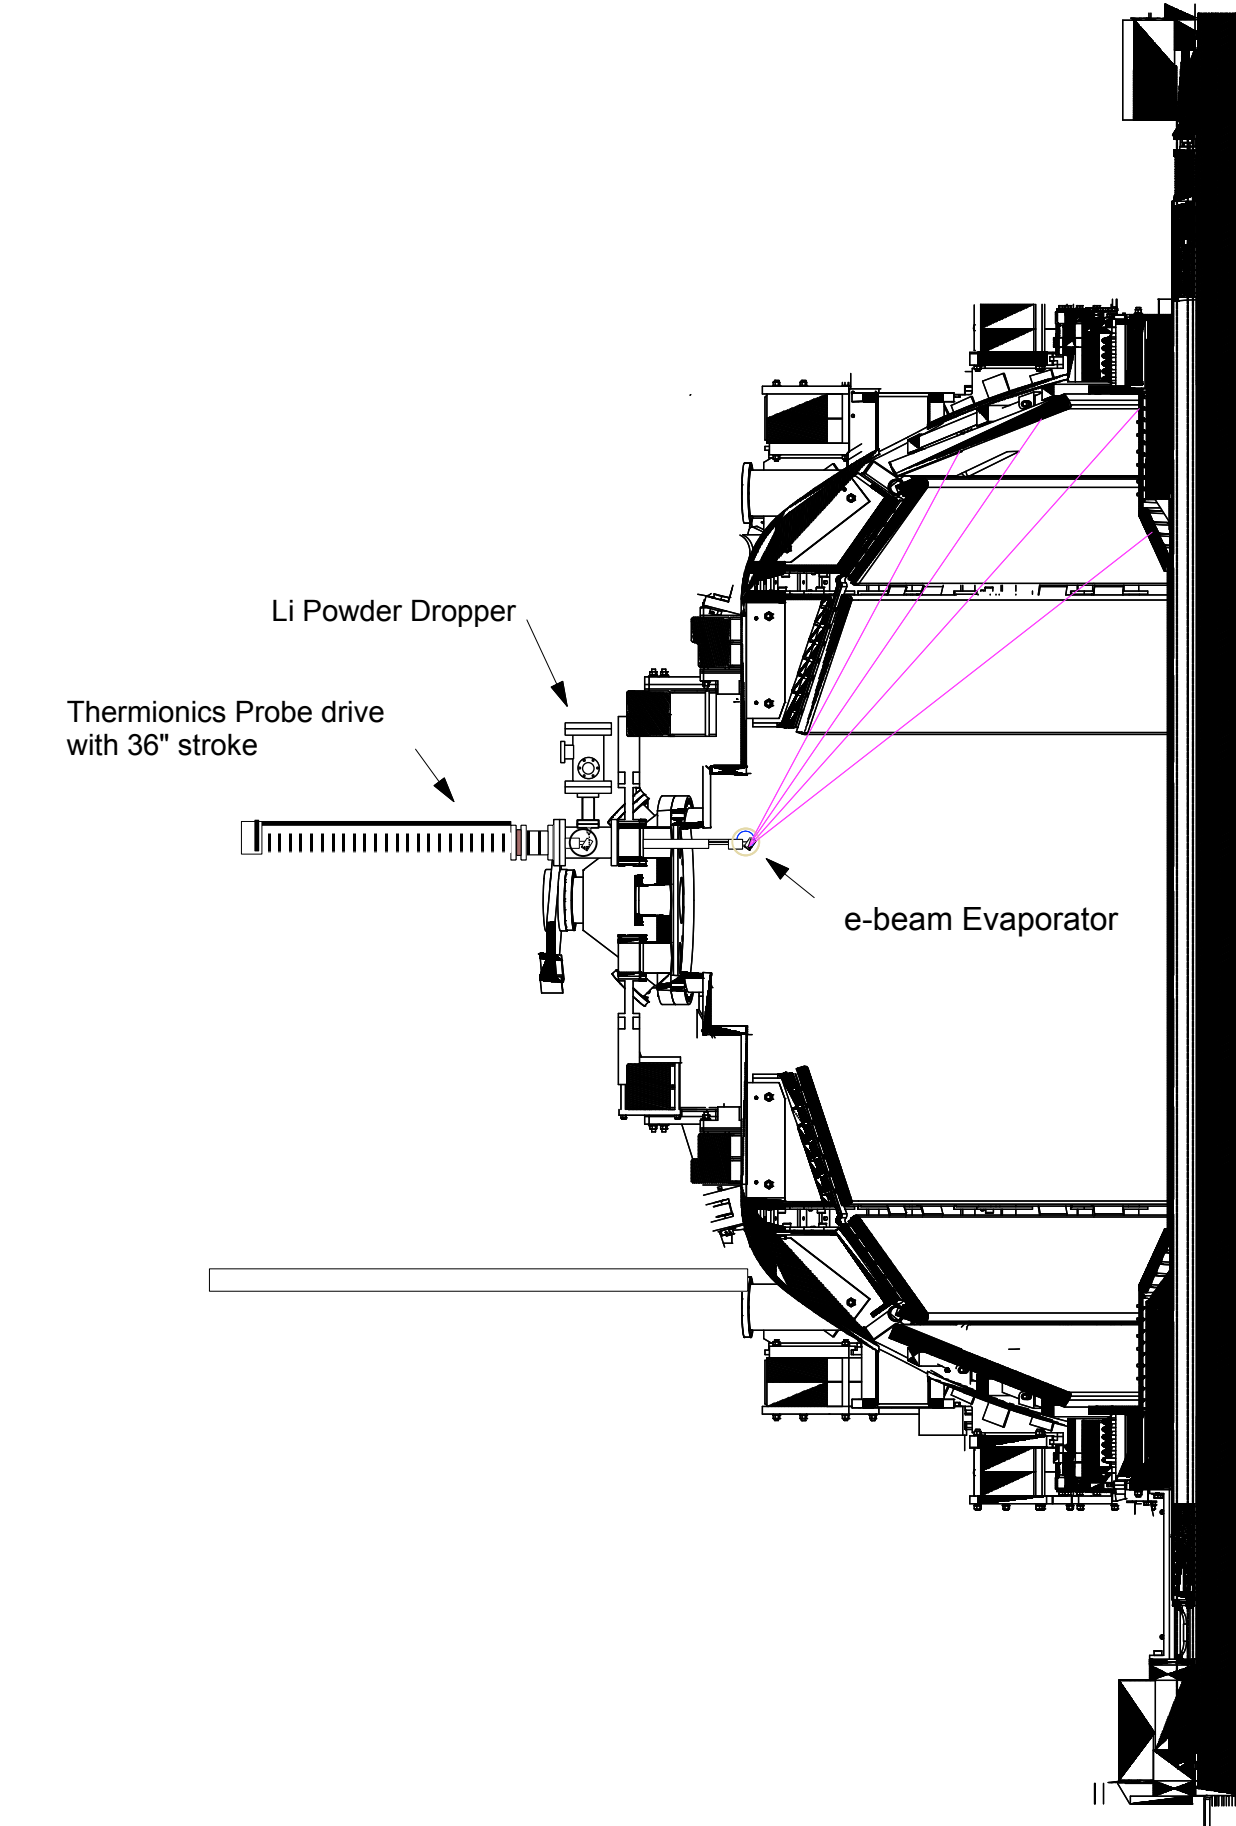 Li Powder Dropper
Thermionics Probe drive
with 36" stroke
e-beam Evaporator